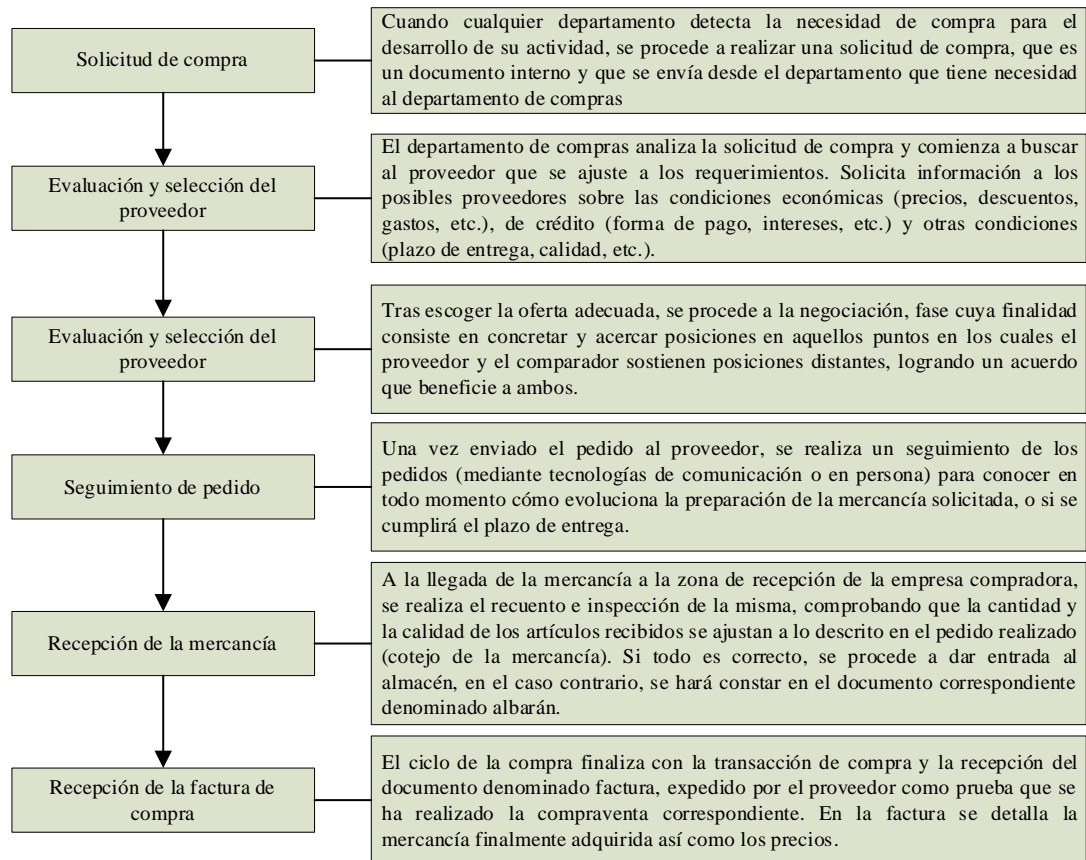 Solicitud de compra
Cuando cualquier departamento detecta la necesidad de compra para el
desarrollo de su actividad, se procede a realizar una solicitud de compra, que es
un documento interno y que se envía desde el departamento que tiene necesidad
al departamento de compras
Evaluación y selección del
proveedor
El departamento de compras analiza la solicitud de compra y comienza a buscar
al proveedor que se ajuste a los requerimientos. Solicita información a los
posibles proveedores sobre las condiciones económicas (precios, descuentos,
gastos, etc.), de crédito (forma de pago, intereses, etc.) y otras condiciones
(plazo de entrega, calidad, etc.).
Evaluación y selección del
proveedor
Tras escoger la oferta adecuada, se procede a la negociación, fase cuya finalidad
consiste en concretar y acercar posiciones en aquellos puntos en los cuales el
proveedor y el comparador sostienen posiciones distantes, logrando un acuerdo
que beneficie a ambos.
Seguimiento de pedido
Una vez enviado el pedido al proveedor, se realiza un seguimiento de los
pedidos (mediante tecnologías de comunicación o en persona) para conocer en
todo momento cómo evoluciona la preparación de la mercancía solicitada, o si se
cumplirá el plazo de entrega.
Recepción de la mercancía
A la llegada de la mercancía a la zona de recepción de la empresa compradora,
se realiza el recuento e inspección de la misma, comprobando que la cantidad y
la calidad de los artículos recibidos se ajustan a lo descrito en el pedido realizado
(cotejo de la mercancía). Si todo es correcto, se procede a dar entrada al
almacén, en el caso contrario, se hará constar en el documento correspondiente
denominado albarán.
Recepción de la factura de
compra
El ciclo de la compra finaliza con la transacción de compra y la recepción del
documento denominado factura, expedido por el proveedor como prueba que se
ha realizado la compraventa correspondiente. En la factura se detalla la
mercancía finalmente adquirida así como los precios.